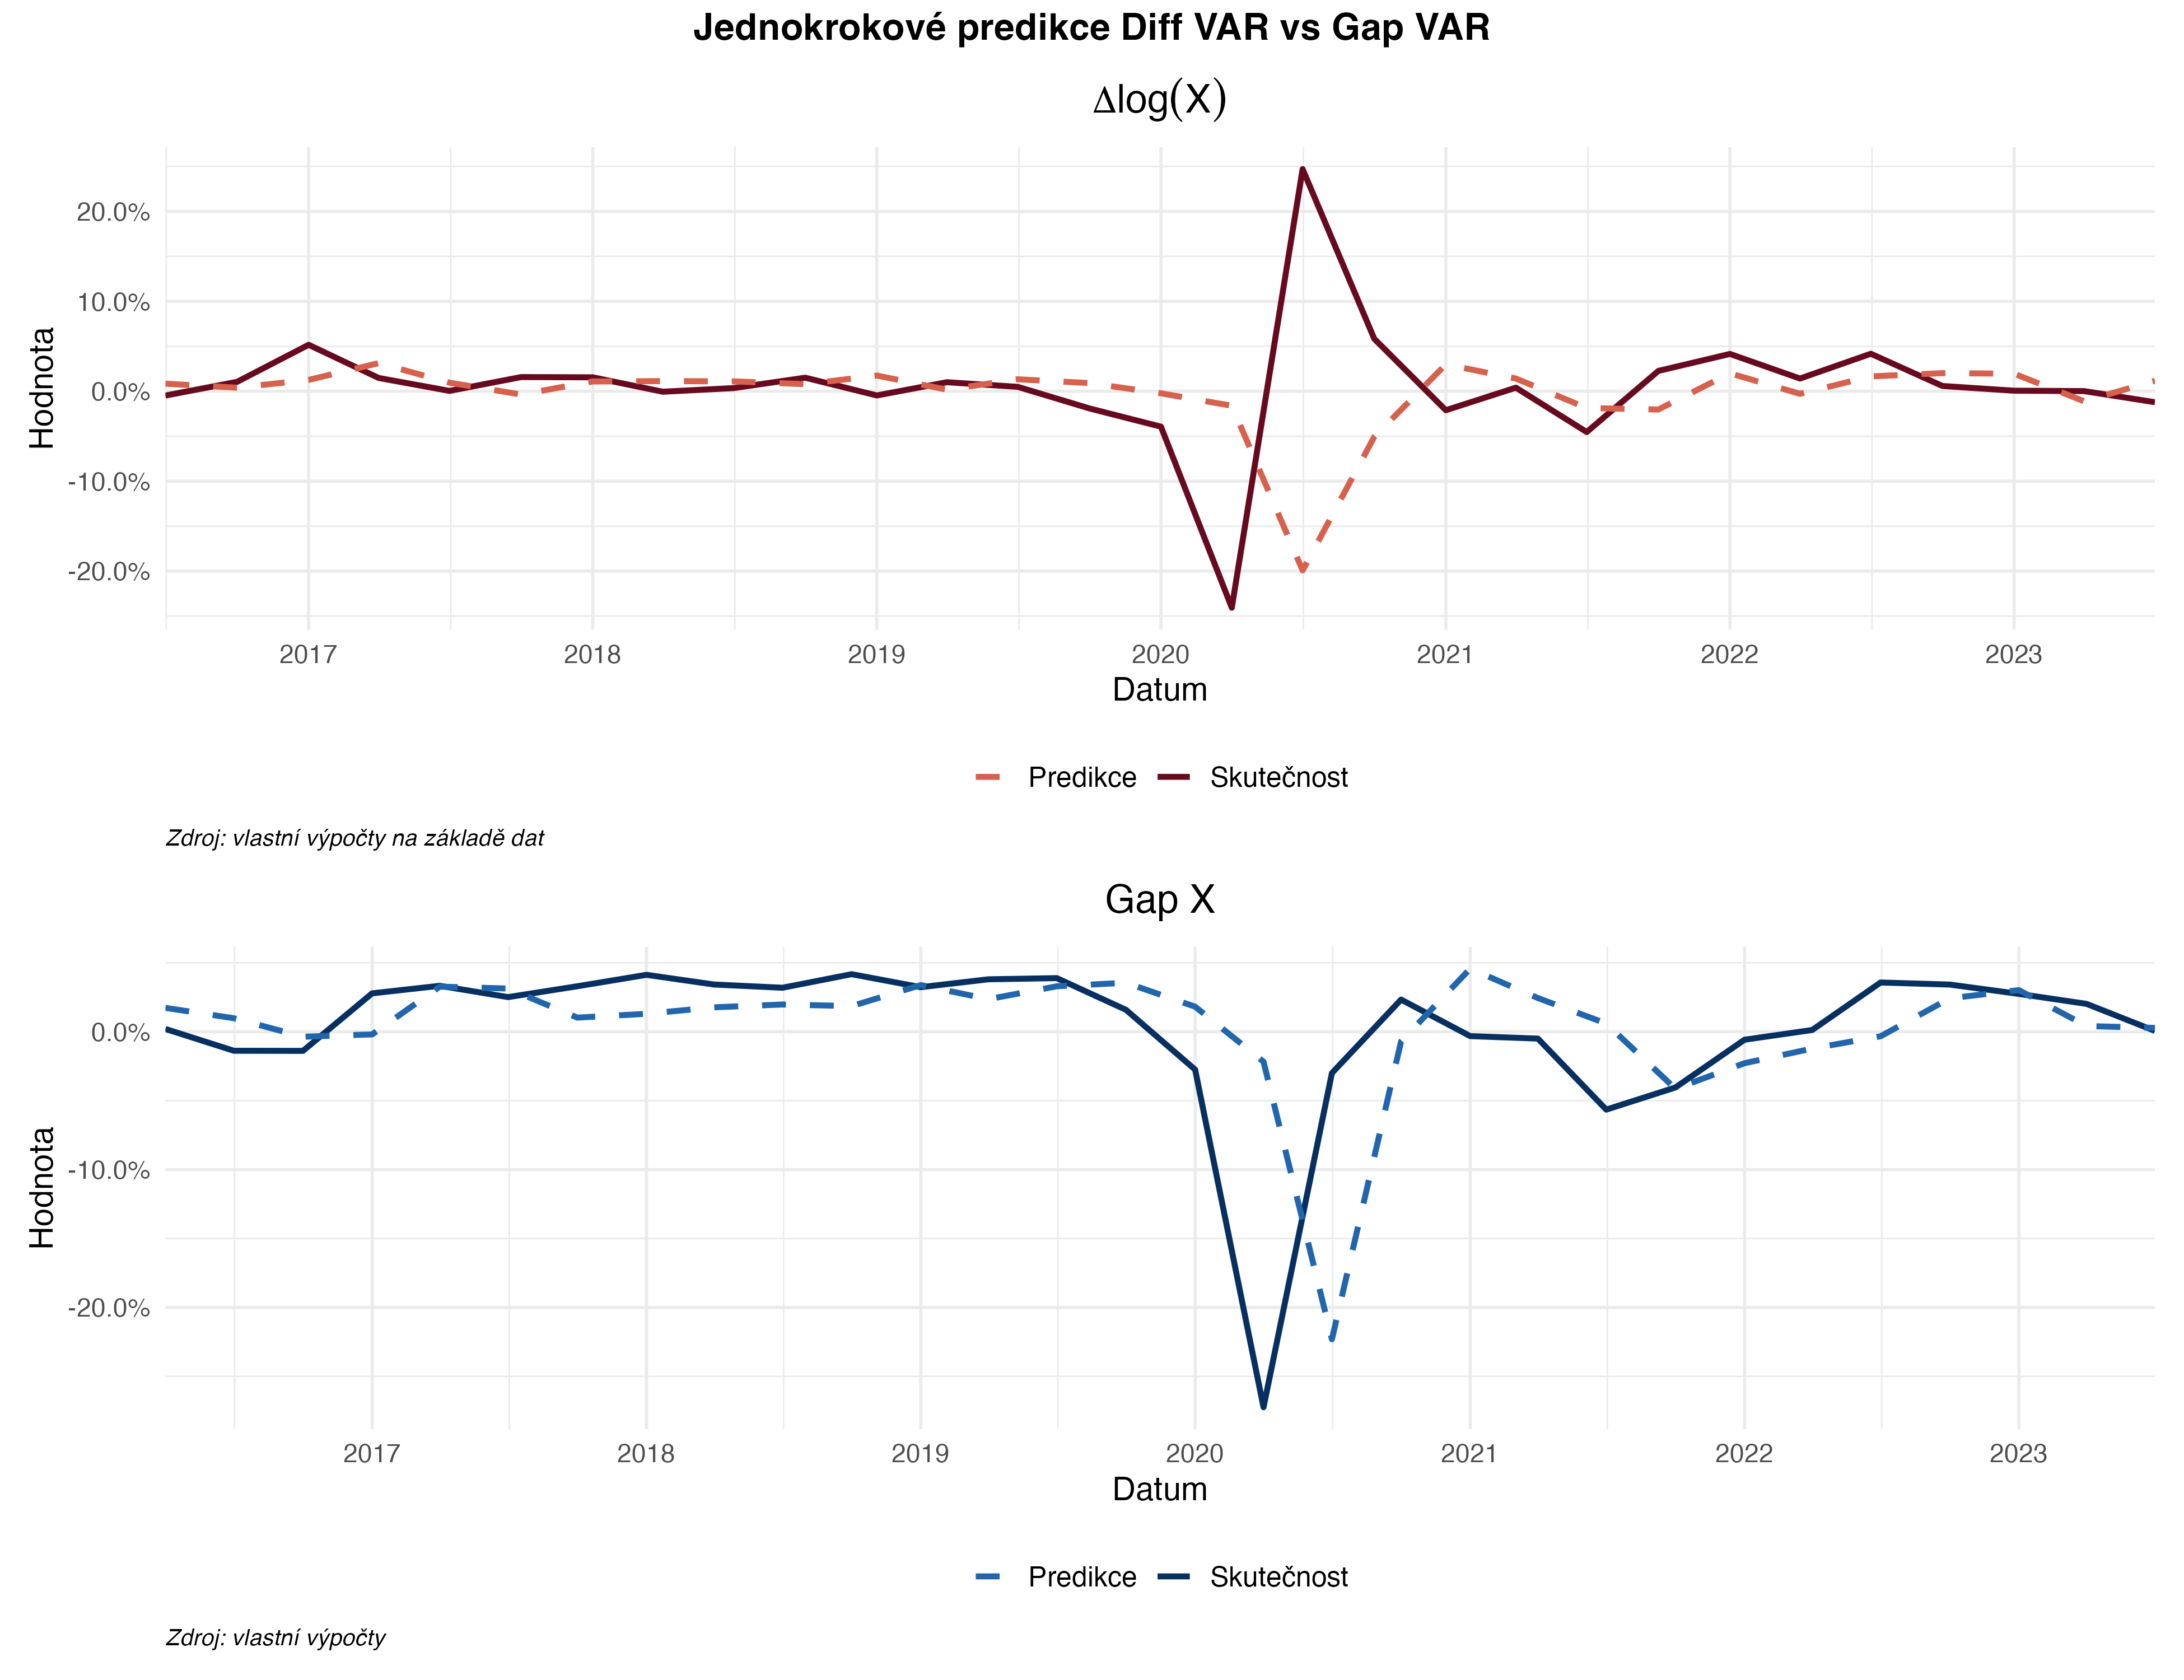 Jednokrokové predikce Diff VAR vs Gap VAR
Δlog(X)
Hodnota
20.0%
10.0%
0.0%
-10.0%
-20.0%
2017 2018 2019 2020 2021 2022 2023
Datum
Predikce Skutečnost
Zdroj: vlastní výpočty na základě dat
Gap X
Hodnota
0.0%
-10.0%
-20.0%
2017 2018 2019 2020 2021 2022 2023
Datum
Predikce Skutečnost
Zdroj: vlastní výpočty